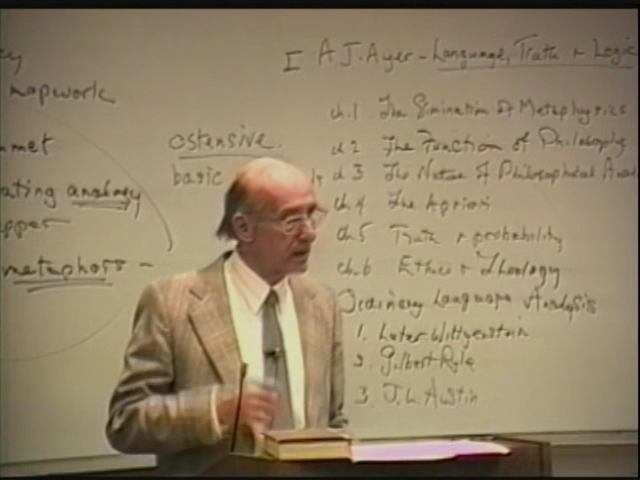 mapwork
anatomy
metaphors -
ostensive
basic
I A.J. Ayer - Language, Truth & Logic
ch.1 The Elimination of Metaphysics
ch 2 The Function of Philosophy
ch 3 The Nature of Philosophical
ch 4 The Apriori
ch.5 Truth & probability
ch.6 Ethics & Theology
Ordinary Language Analysis
1. Later Wittgenstein
2 Gilbert Ryle
3 J.L. Austin